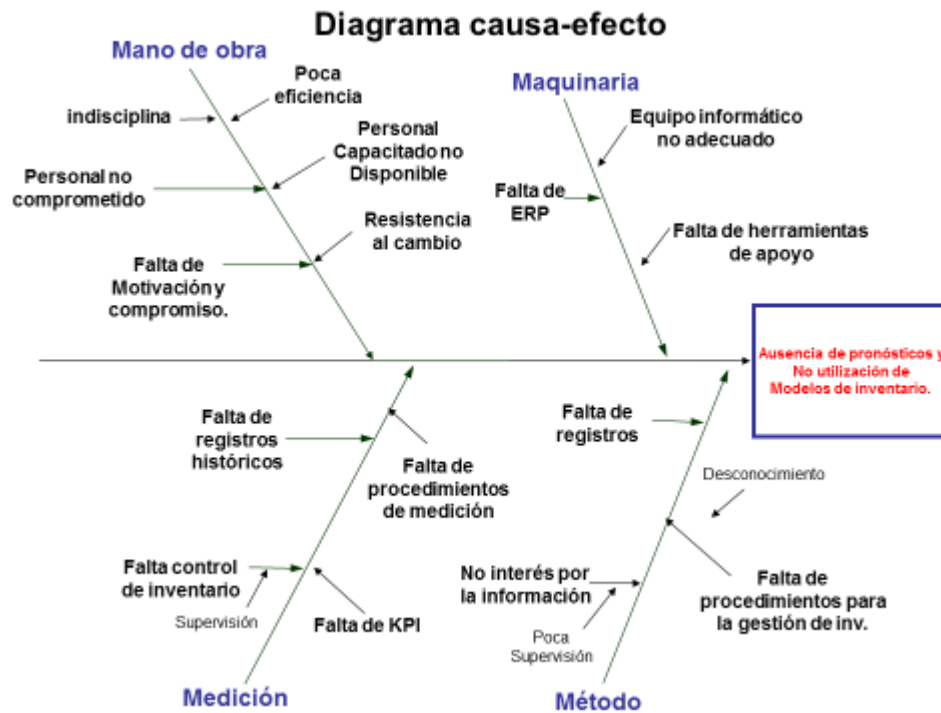 Diagrama causa-efecto
Mano de obra
Poca
eficiencia
indisciplina
Personal
Capacitado no
Disponible
Personal no
comprometido
Resistencia
al cambio
Falta de
Motivación y
compromiso.
Maquinaria
Equipo informático
no adecuado
Falta de
ERP
Falta de herramientas
de apoyo
Ausencia de pronósticos y
No utilización de
Modelos de inventario.
Falta de
registros
históricos
Falta de
procedimientos
de medición
Falta control
de inventario
Supervisión
Falta de KPI
Medición
Falta de
registros
Desconocimiento
No interés por
la información
Poca
Supervisión
Falta de
procedimientos para
la gestión de inv.
Método